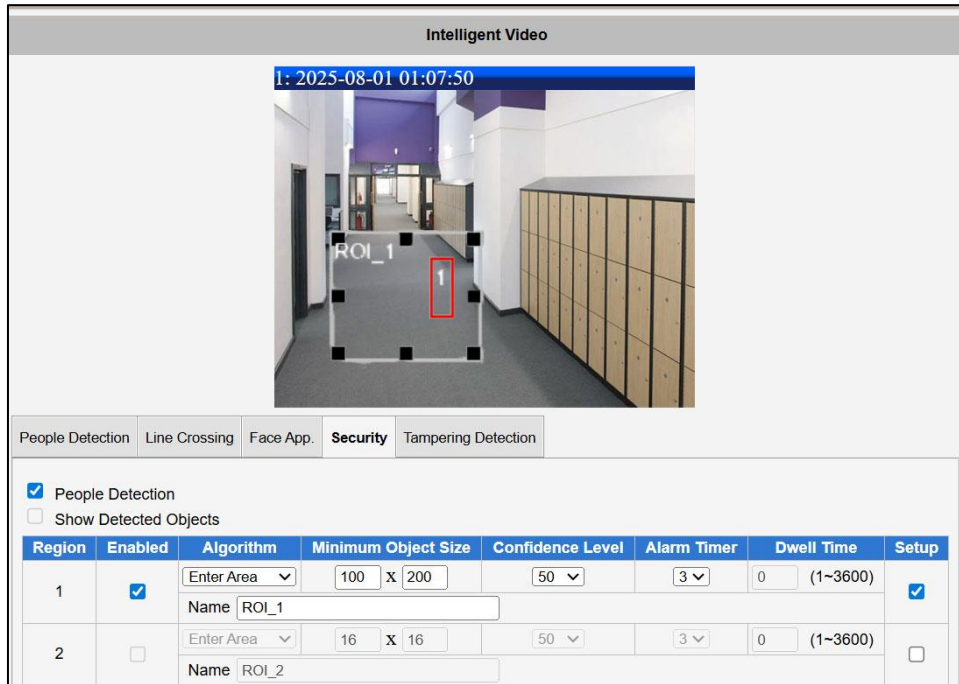 Intelligent Video
1: 2025-08-01 01:07:50
ROI_1
1
People Detection Line Crossing Face App. Security Tampering Detection
People Detection
Show Detected Objects
Region Enabled Algorithm Minimum Object Size Confidence Level Alarm Timer Dwell Time Setup
1 Enter Area 100 x 200 50 3 0 (1~3600)
Name ROI_1
2 Enter Area 16 x 16 50 3 0 (1~3600)
Name ROI_2